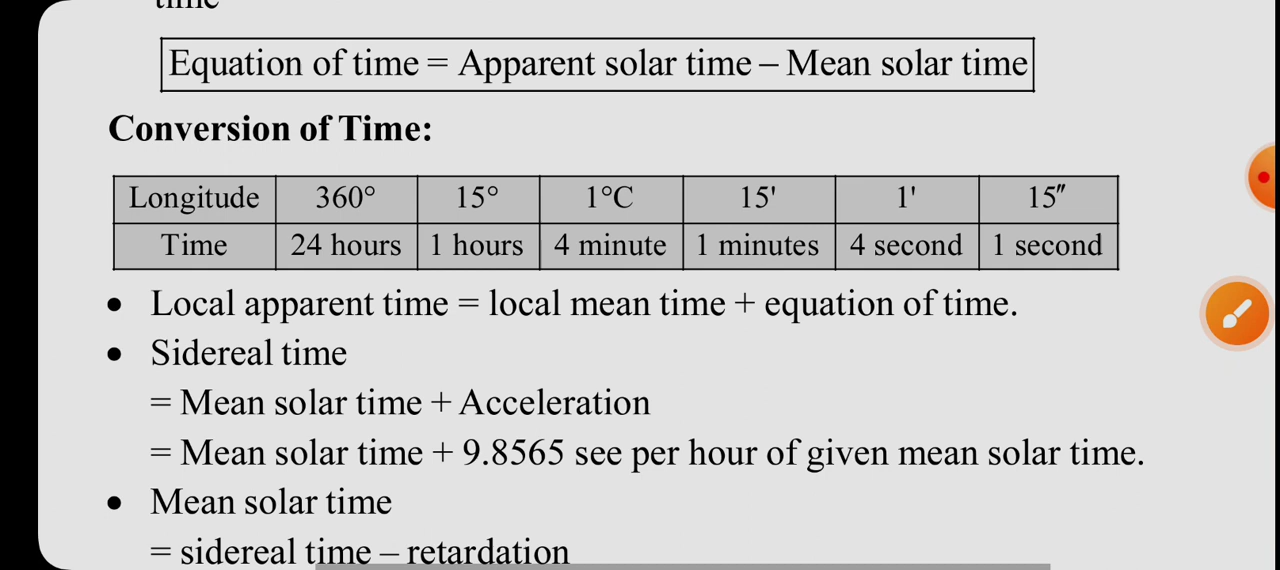 time
Equation of time = Apparent solar time – Mean solar time
Conversion of Time:
Longitude 360° 15° 1°C 15' 1' 15″
Time 24 hours 1 hours 4 minute 1 minutes 4 second 1 second
• Local apparent time = local mean time + equation of time.
• Sidereal time
= Mean solar time + Acceleration
= Mean solar time + 9.8565 see per hour of given mean solar time.
• Mean solar time
= sidereal time – retardation